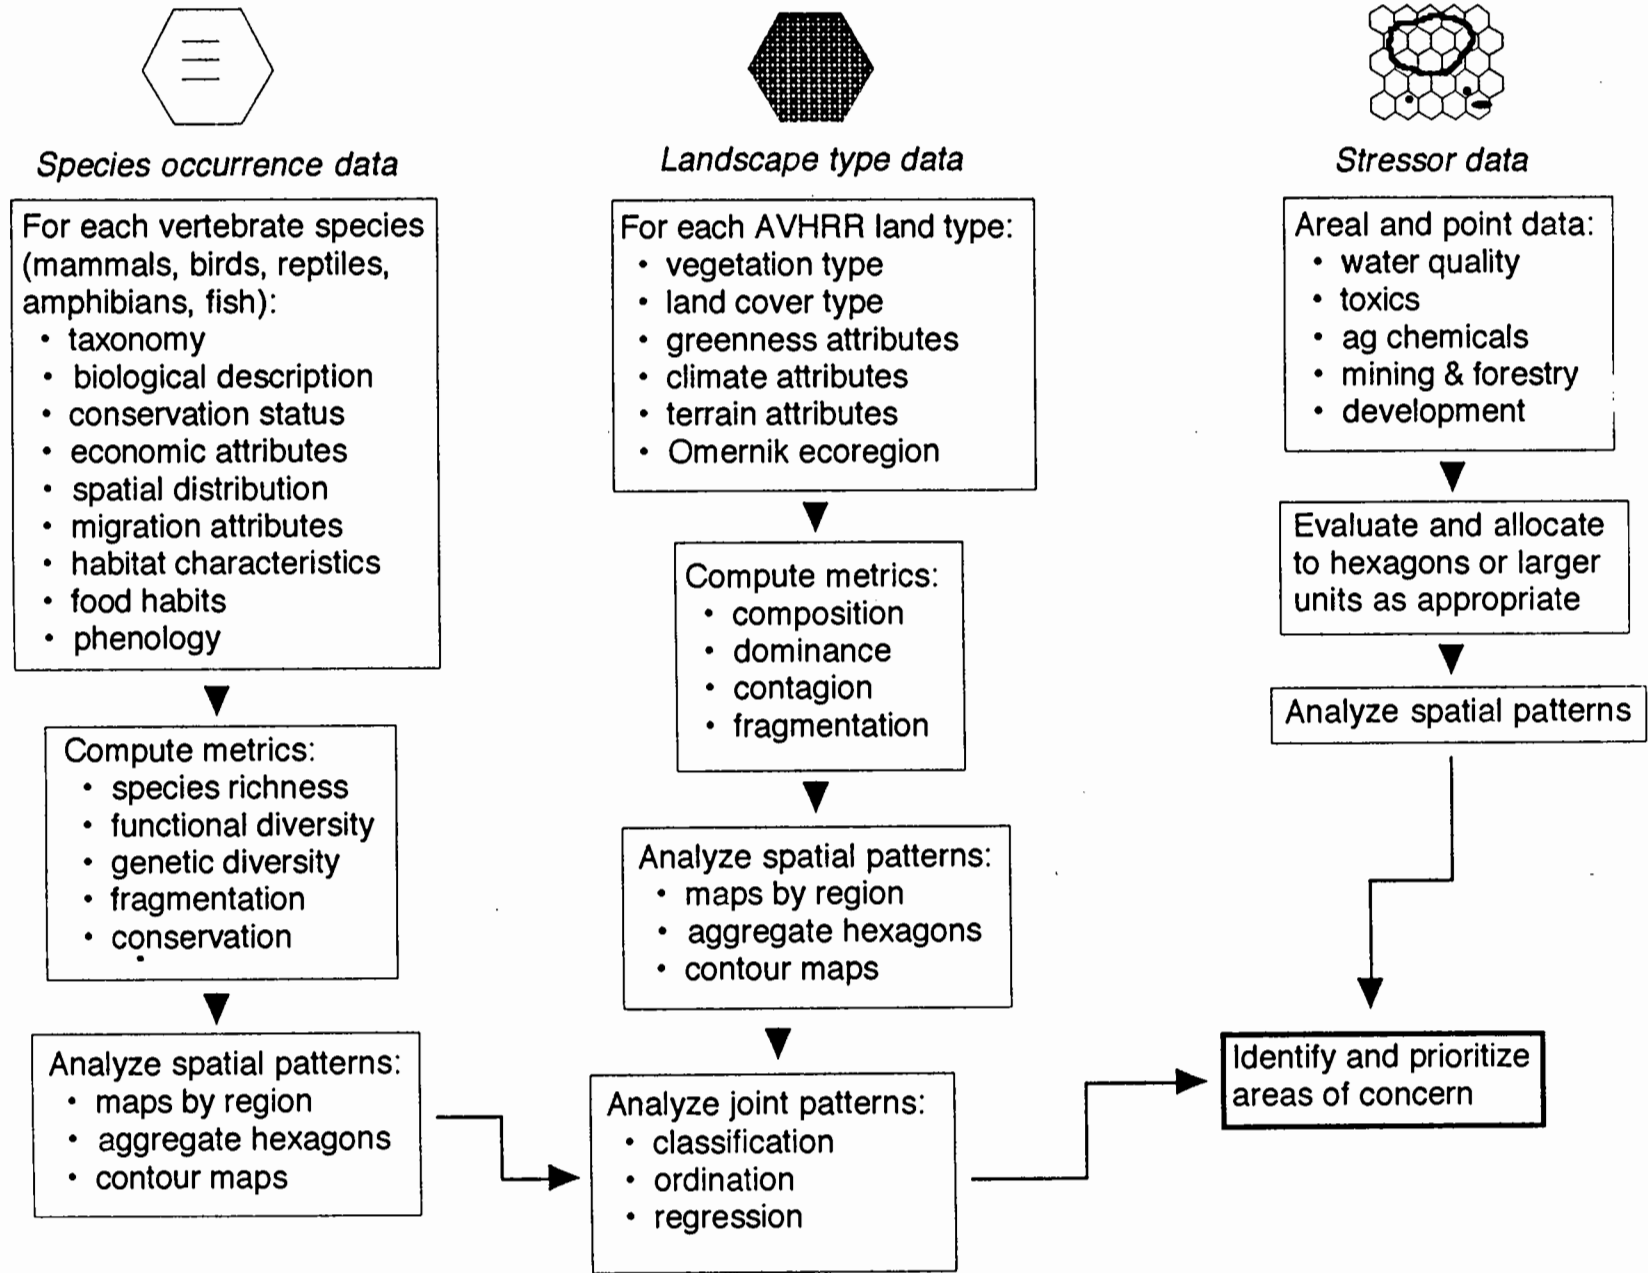 Species occurrence data
For each vertebrate species
(mammals, birds, reptiles,
amphibians, fish):
• taxonomy
• biological description
• conservation status
• economic attributes
• spatial distribution
• migration attributes
• habitat characteristics
• food habits
• phenology
Compute metrics:
• species richness
• functional diversity
• genetic diversity
• fragmentation
• conservation
Analyze spatial patterns:
• maps by region
• aggregate hexagons
• contour maps
Landscape type data
For each AVHRR land type:
• vegetation type
• land cover type
• greenness attributes
• climate attributes
• terrain attributes
• Omernik ecoregion
Compute metrics:
• composition
• dominance
• contagion
• fragmentation
Analyze spatial patterns:
• maps by region
• aggregate hexagons
• contour maps
Analyze joint patterns:
• classification
• ordination
• regression
Stressor data
Areal and point data:
• water quality
• toxics
• ag chemicals
• mining & forestry
• development
Evaluate and allocate
to hexagons or larger
units as appropriate
Analyze spatial patterns
Identify and prioritize
areas of concern